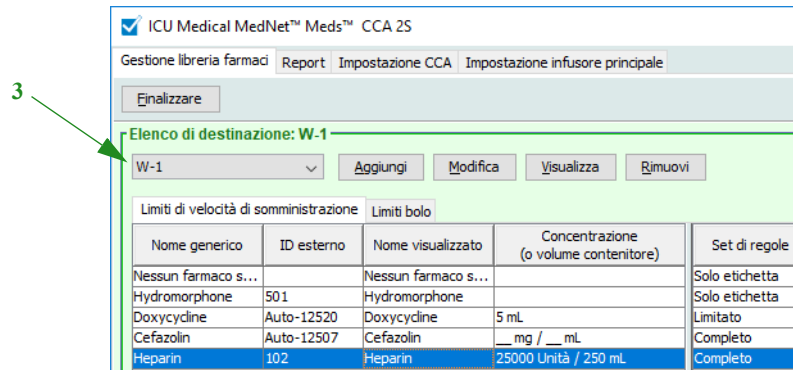 ICU Medical MedNet™ Meds™ CCA 2S
Gestione libreria farmaci Report Impostazione CCA Impostazione infusore principale
3
Finalizzare
Elenco di destinazione: W-1
W-1 Aggiungi Modifica Visualizza Rimuovi
Limiti di velocità di somministrazione Limiti bolo
Nome generico ID esterno Nome visualizzato Concentrazione (o volume contenitore) Set di regole
Nessun farmaco s... Nessun farmaco s... Solo etichetta
Hydromorphone 501 Hydromorphone Solo etichetta
Doxycycline Auto-12520 Doxycycline 5 mL Limitato
Cefazolin Auto-12507 Cefazolin __ mg / __ mL Completo
Heparin 102 Heparin 25000 Unità / 250 mL Completo